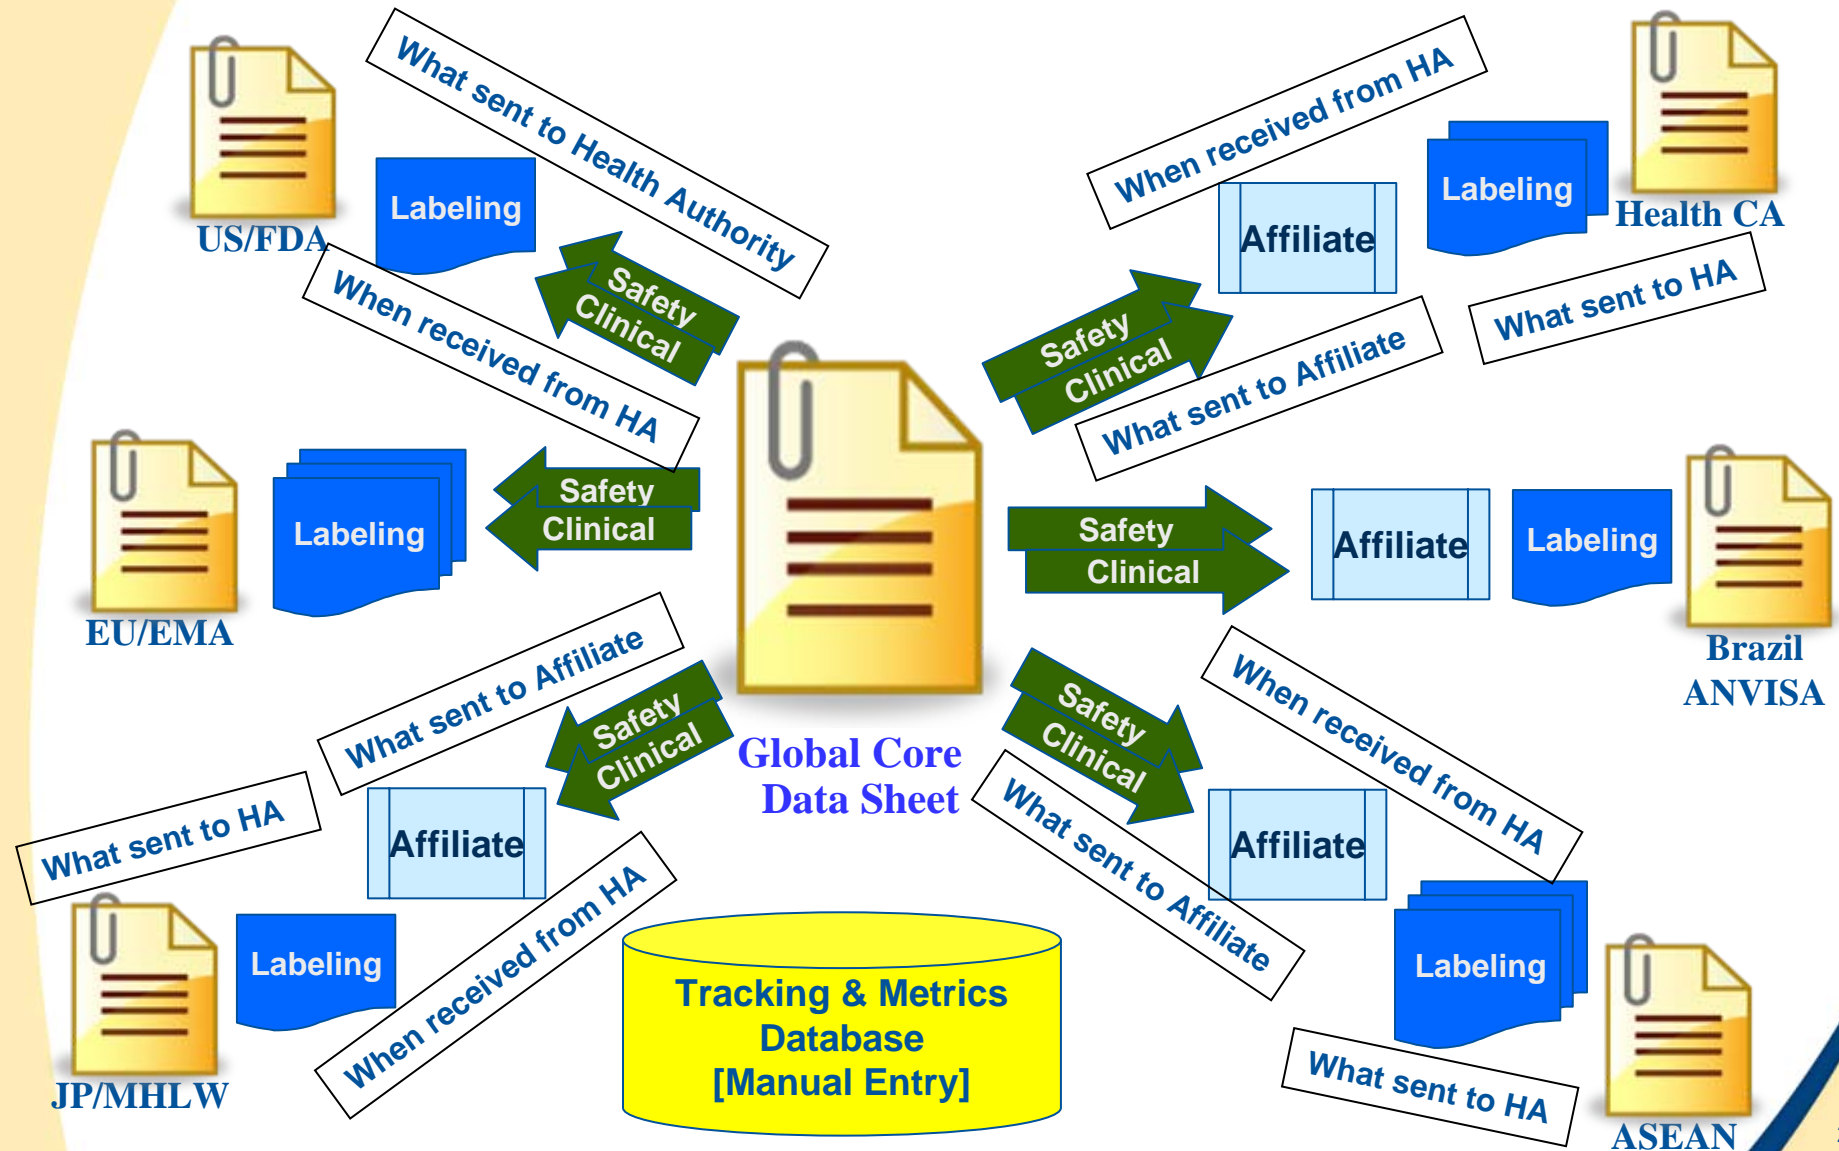 What sent to Health Authority
US/FDA
Labeling
When received from HA
Safety
Clinical
When received from HA
Affiliate
Labeling
Health CA
What sent to HA
Safety
Clinical
What sent to Affiliate
EU/EMA
Labeling
Safety
Clinical
Safety
Clinical
Affiliate
Labeling
Brazil
ANVISA
Global Core
Data Sheet
What sent to Affiliate
Safety
Clinical
What sent to HA
Affiliate
When received from HA
Labeling
JP/MHLW
Safety
Clinical
When received from HA
What sent to Affiliate
Affiliate
Labeling
What sent to HA
ASEAN
Tracking & Metrics
Database
[Manual Entry]